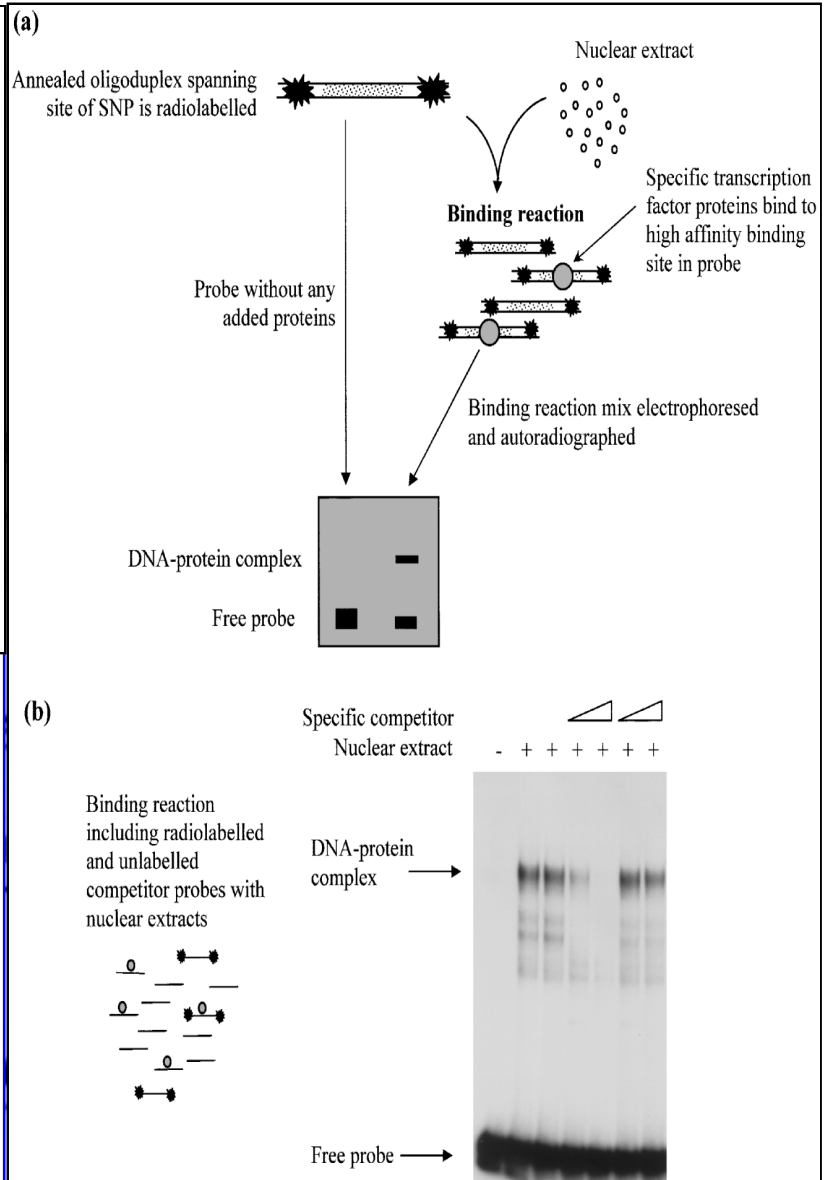 (a)
Nuclear extract
Annealed oligoduplex spanning
site of SNP is radiolabelled
Specific transcription
factor proteins bind to
high affinity binding
site in probe
Binding reaction
Probe without any
added proteins
Binding reaction mix electrophoresed
and autoradiographed
DNA-protein complex
Free probe
(b)
Specific competitor
Nuclear extract - + + + + + +
Binding reaction
including radiolabelled
and unlabelled
competitor probes with
nuclear extracts
DNA-protein
complex
Free probe